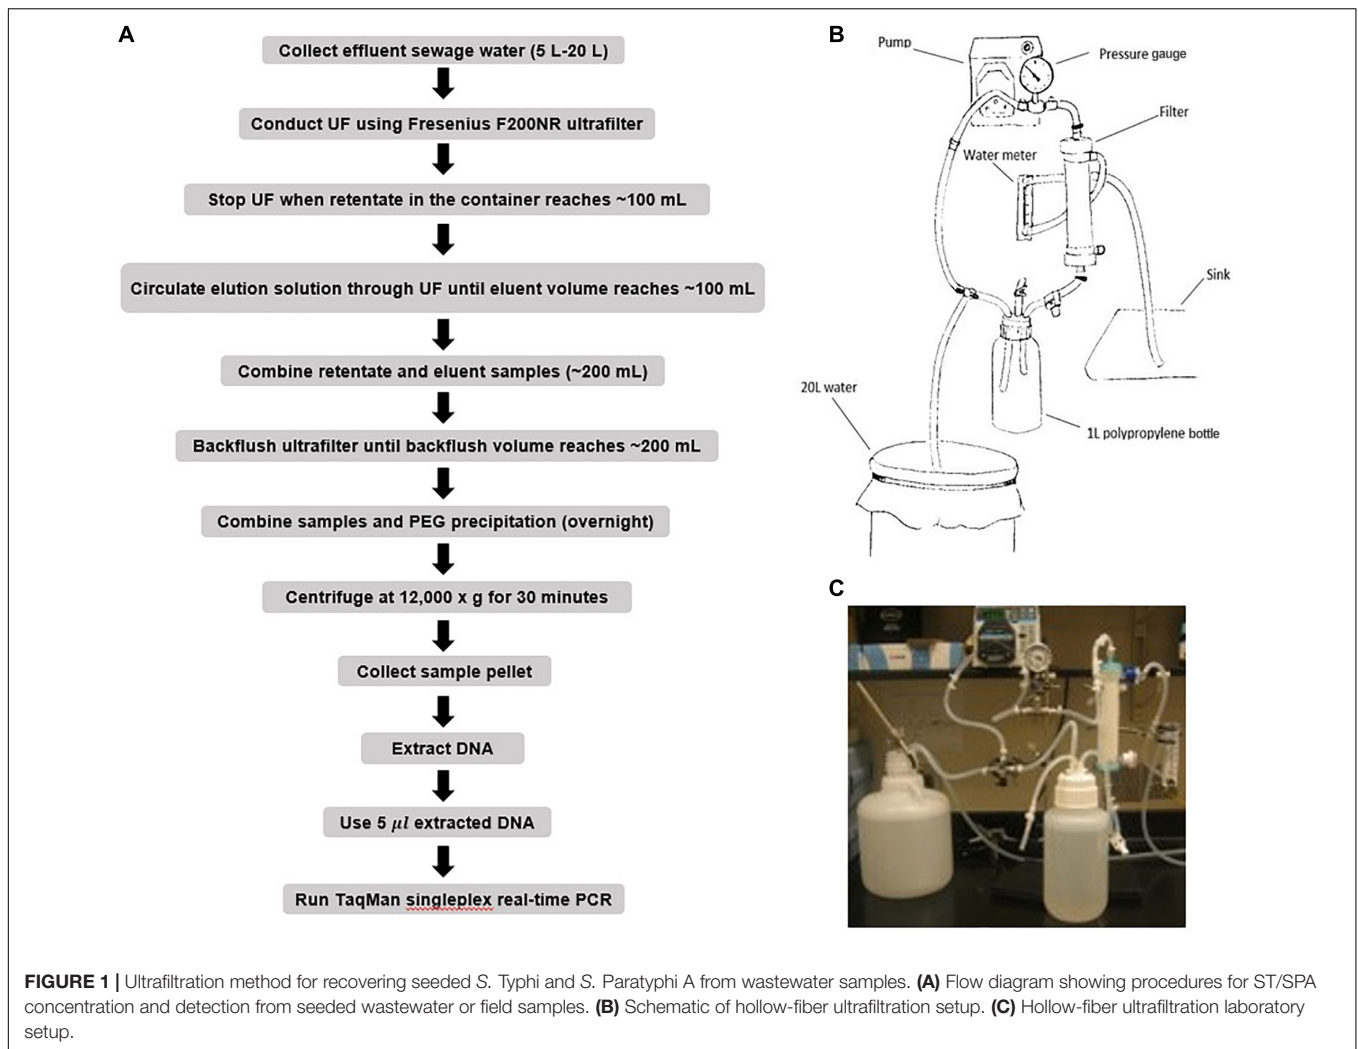 A
Collect effluent sewage water (5 L-20 L)
Conduct UF using Fresenius F200NR ultrafilter
Stop UF when retentate in the container reaches ~100 mL
Circulate elution solution through UF until eluent volume reaches ~100 mL
Combine retentate and eluent samples (~200 mL)
Backflush ultrafilter until backflush volume reaches ~200 mL
Combine samples and PEG precipitation (overnight)
Centrifuge at 12,000 x g for 30 minutes
Collect sample pellet
Extract DNA
Use 5 µl extracted DNA
Run TaqMan singleplex real-time PCR
B
Pump
Pressure gauge
Filter
Water meter
Sink
20L water
1L polypropylene bottle
C
FIGURE 1 | Ultrafiltration method for recovering seeded S. Typhi and S. Paratyphi A from wastewater samples. (A) Flow diagram showing procedures for ST/SPA
concentration and detection from seeded wastewater or field samples. (B) Schematic of hollow-fiber ultrafiltration setup. (C) Hollow-fiber ultrafiltration laboratory
setup.